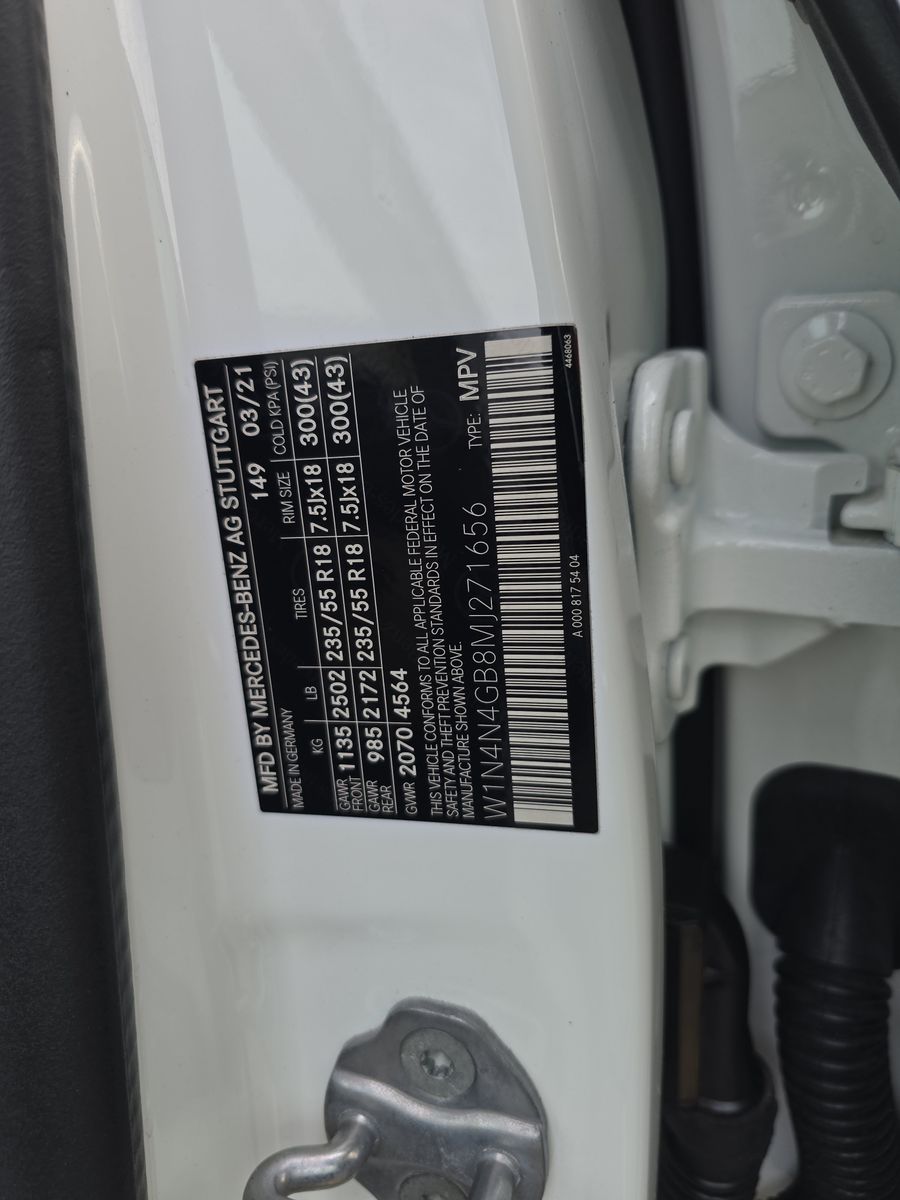 MFD BY MERCEDES-BENZ AG STUTTGART
MADE IN GERMANY 149 03/21
KG LB TIRES RIM SIZE COLD KPA (PSI)
GAWR FRONT 1135 2502 235/55 R18 7.5Jx18 300(43)
GAWR REAR 985 2172 235/55 R18 7.5Jx18 300(43)
GVWR 2070 4564
THIS VEHICLE CONFORMS TO ALL APPLICABLE FEDERAL MOTOR VEHICLE
SAFETY AND THEFT PREVENTION STANDARDS IN EFFECT ON THE DATE OF
MANUFACTURE SHOWN ABOVE.
W1N4N4GB8MJ271656 TYPE: MPV
A 000 817 54 04 4468063